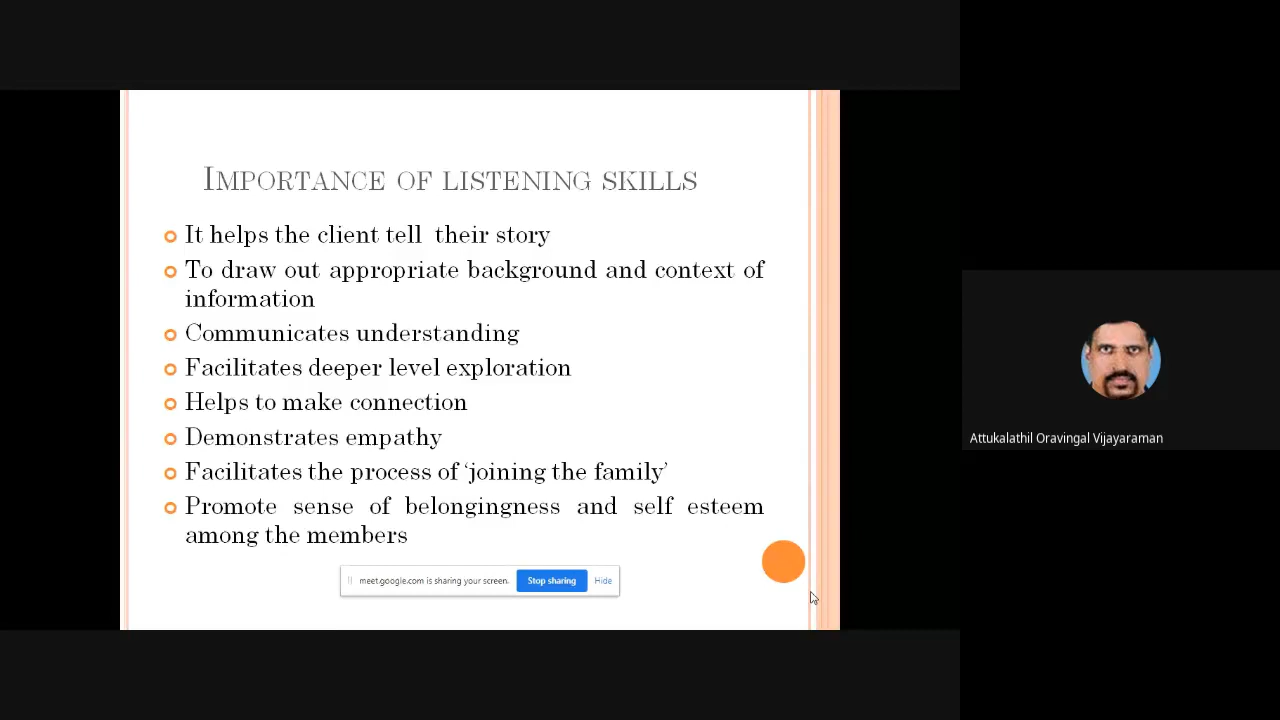 IMPORTANCE OF LISTENING SKILLS
It helps the client tell their story
To draw out appropriate background and context of
information
Communicates understanding
Facilitates deeper level exploration
Helps to make connection
Demonstrates empathy
Facilitates the process of ‘joining the family’
Promote sense of belongingness and self esteem
among the members
meet.google.com is sharing your screen. Stop sharing Hide
Attukalathil Oravingal Vijayaraman